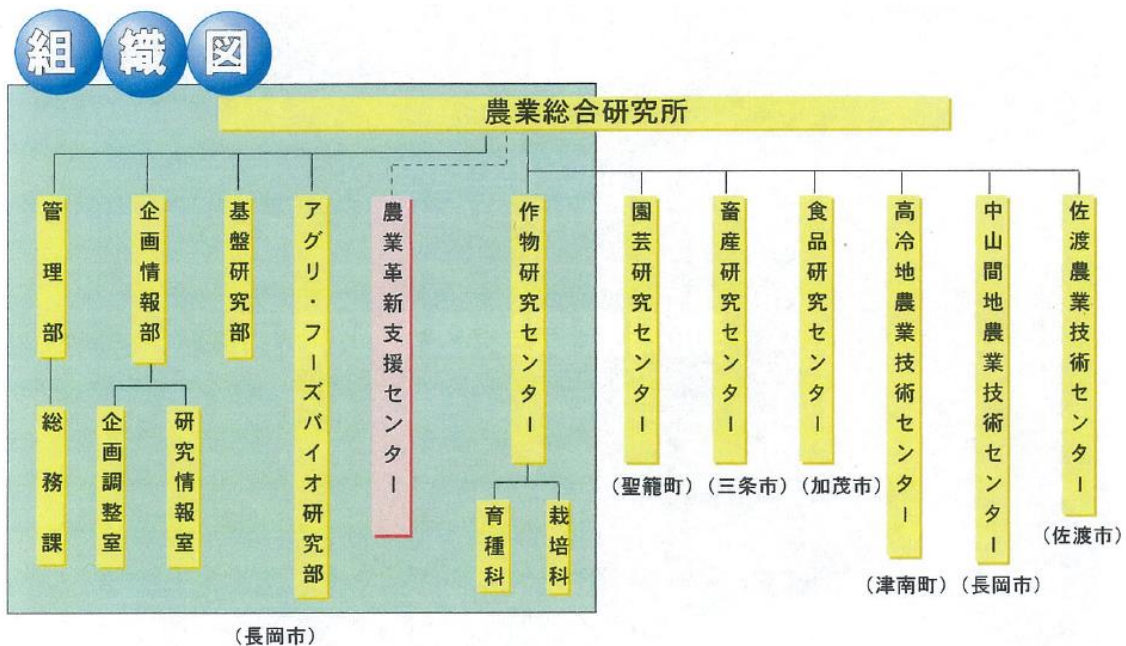 組織図
農業総合研究所
管理部
企画情報部
基盤研究部
アグリ・フーズバイオ研究部
農業革新支援センター
作物研究センター
園芸研究センター
畜産研究センター
食品研究センター
高冷地農業技術センター
中山間地農業技術センター
佐渡農業技術センター
総務課
企画調整室
研究情報室
育種科
栽培科
(聖籠町)
(三条市)
(加茂市)
(津南町)
(長岡市)
(佐渡市)
(長岡市)